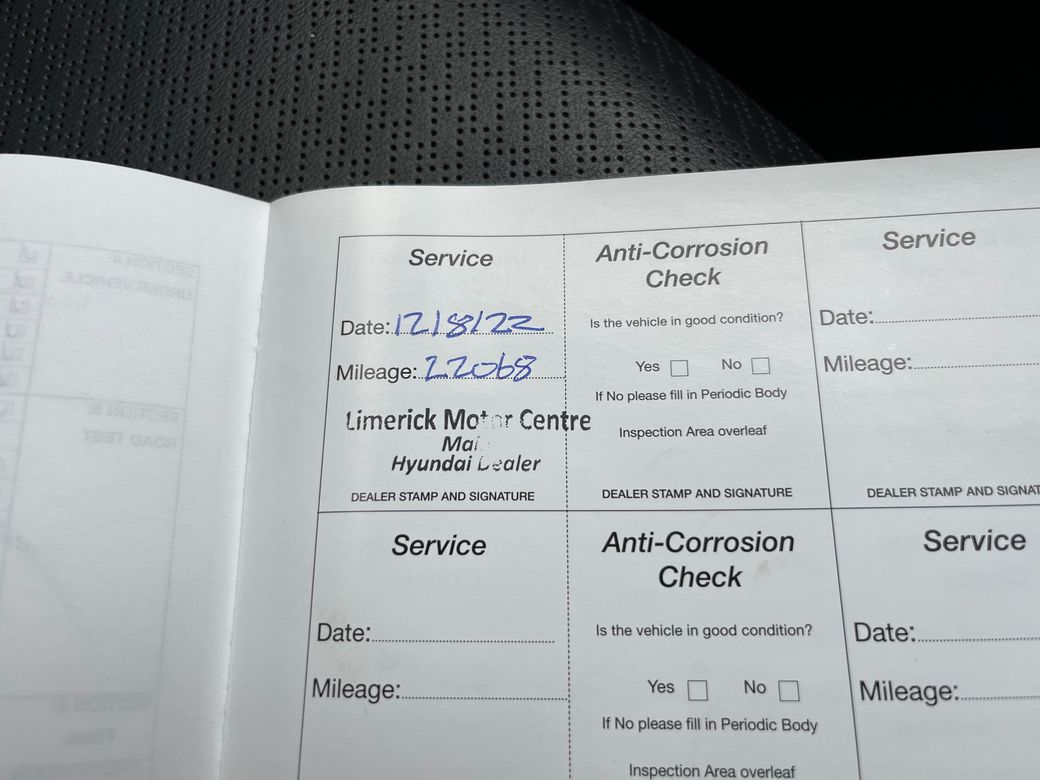 Service
Date: 12/8/22
Mileage: 22068
Limerick Motor Centre
Hyundai Dealer
DEALER STAMP AND SIGNATURE
Anti-Corrosion
Check
Is the vehicle in good condition?
Yes No
If No please fill in Periodic Body
Inspection Area overleaf
DEALER STAMP AND SIGNATURE
Service
Date:
Mileage:
DEALER STAMP AND
Service
Date:
Mileage:
Anti-Corrosion
Check
Is the vehicle in good condition?
Yes No
If No please fill in Periodic Body
Inspection Area overleaf
Service
Date:
Mileage: